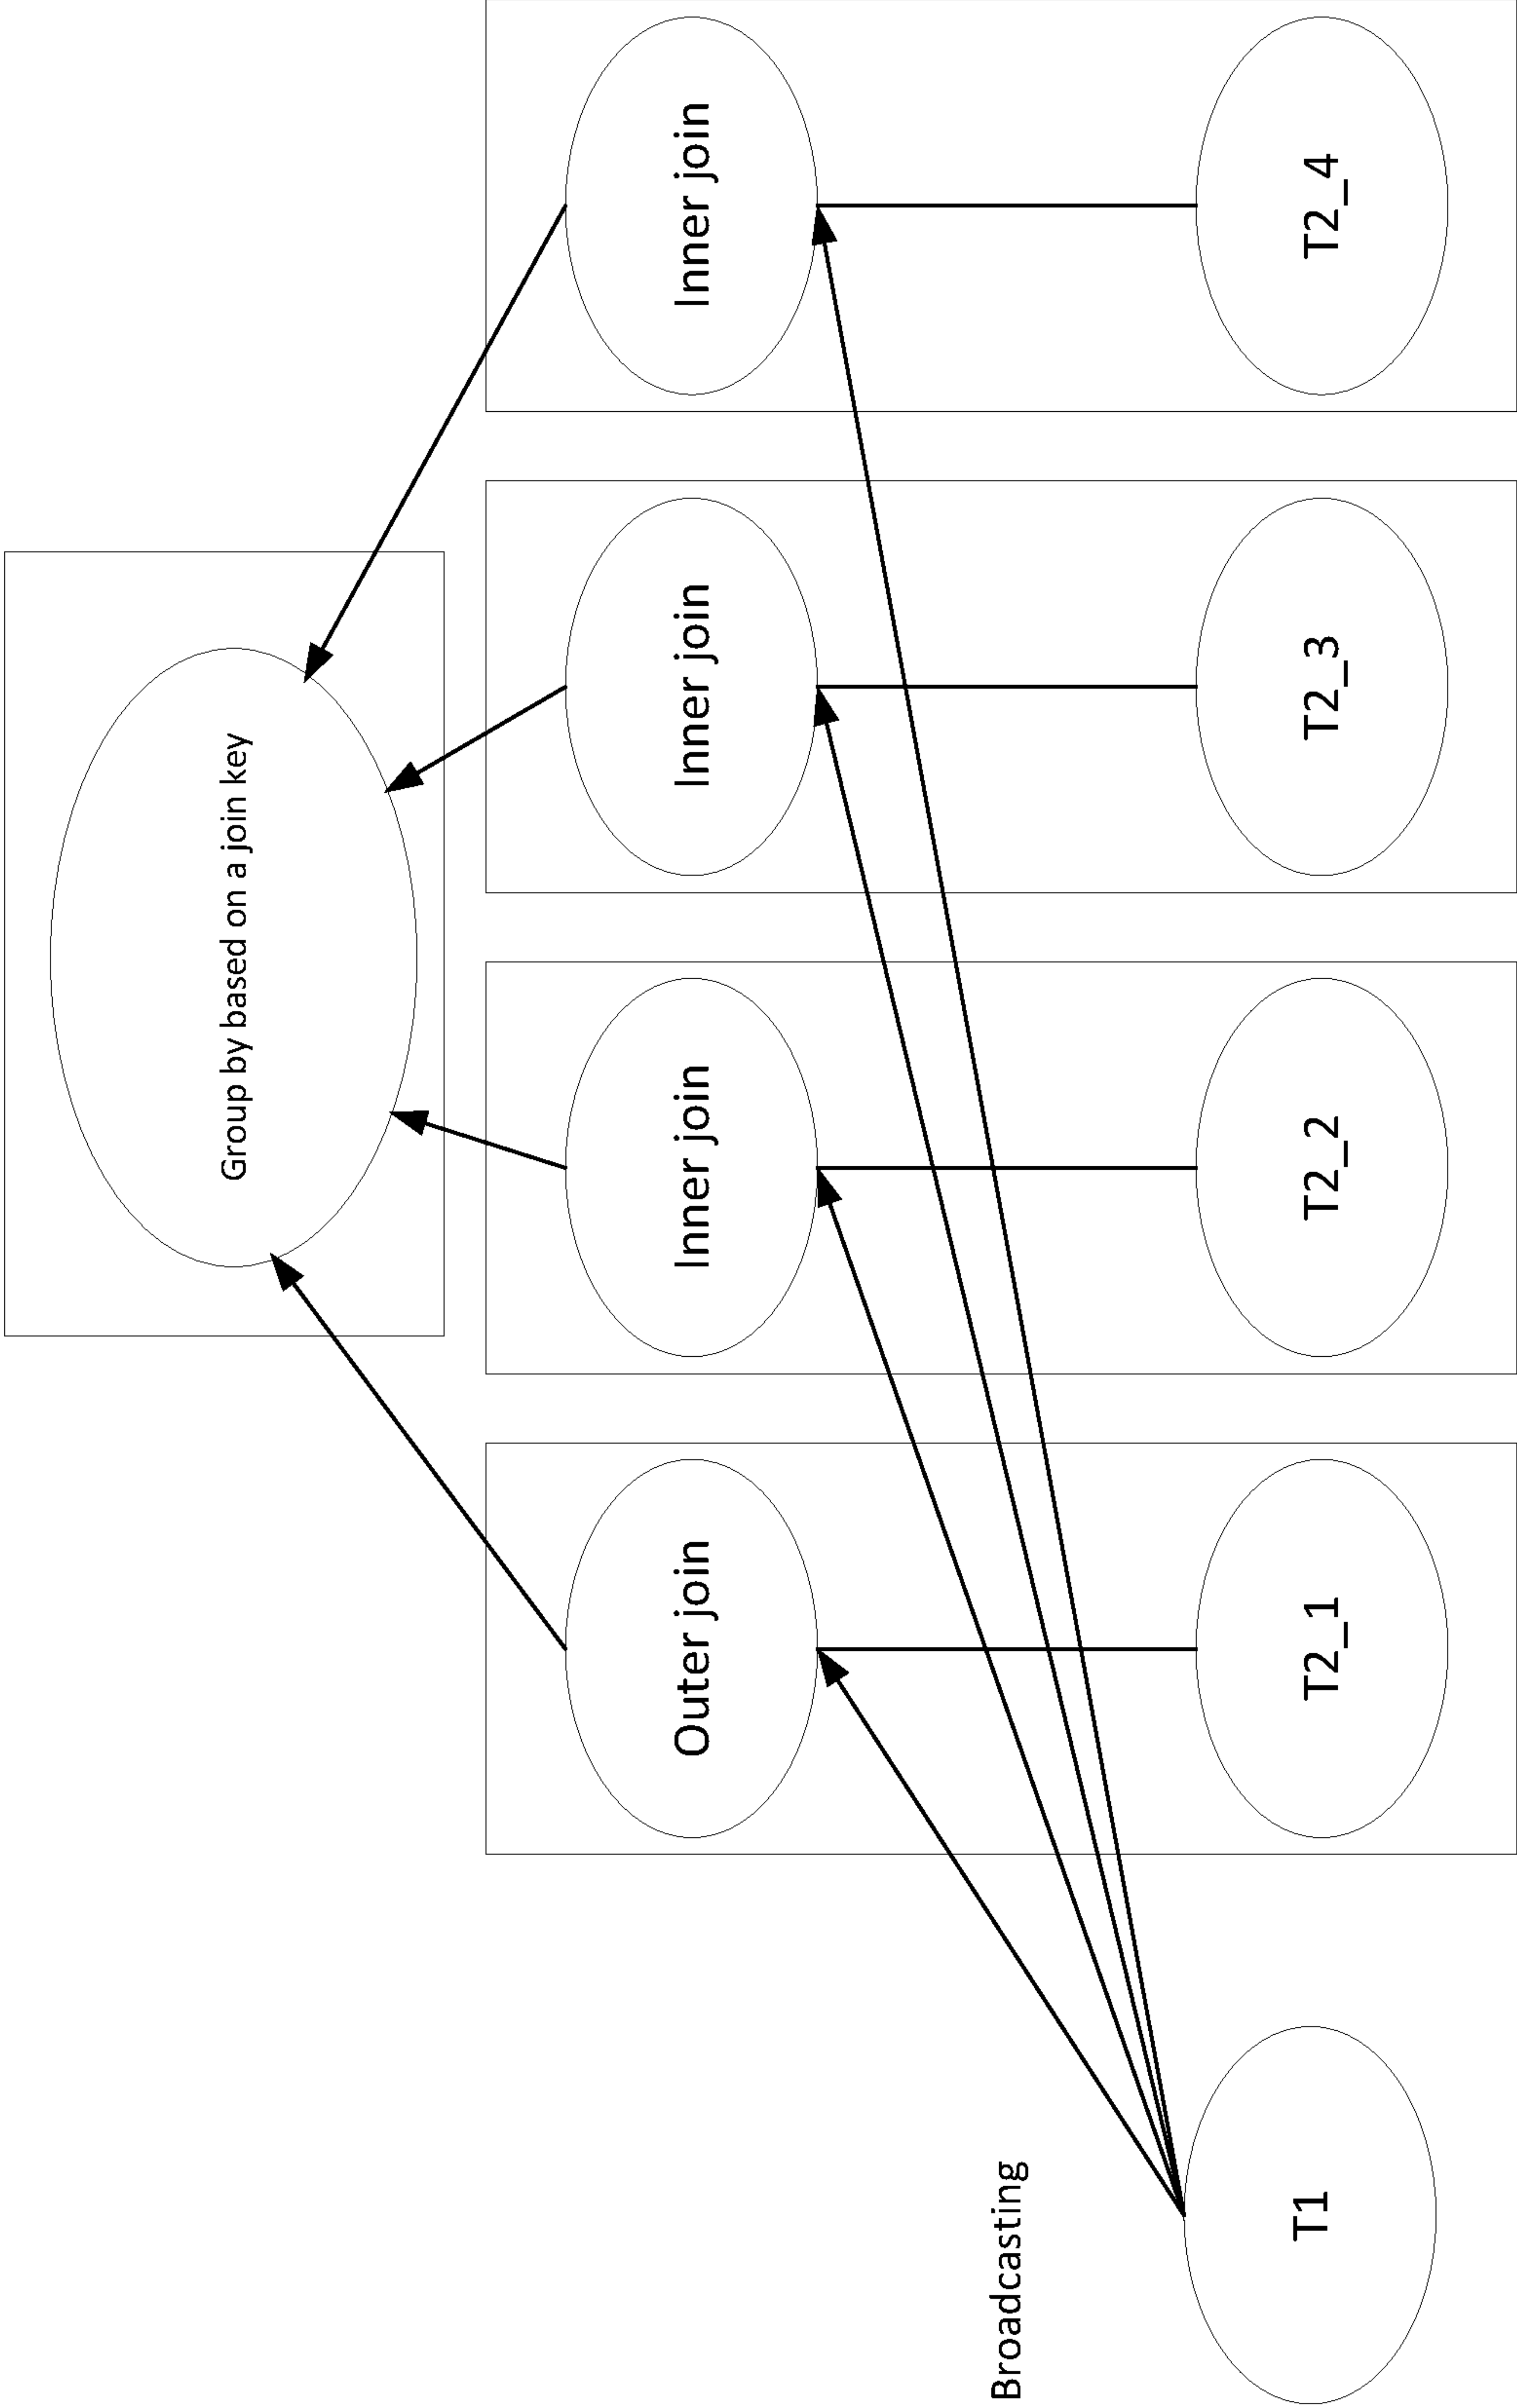 Group by based on a join key
Outer join
Inner join
Inner join
Inner join
Broadcasting
T1
T2_1
T2_2
T2_3
T2_4